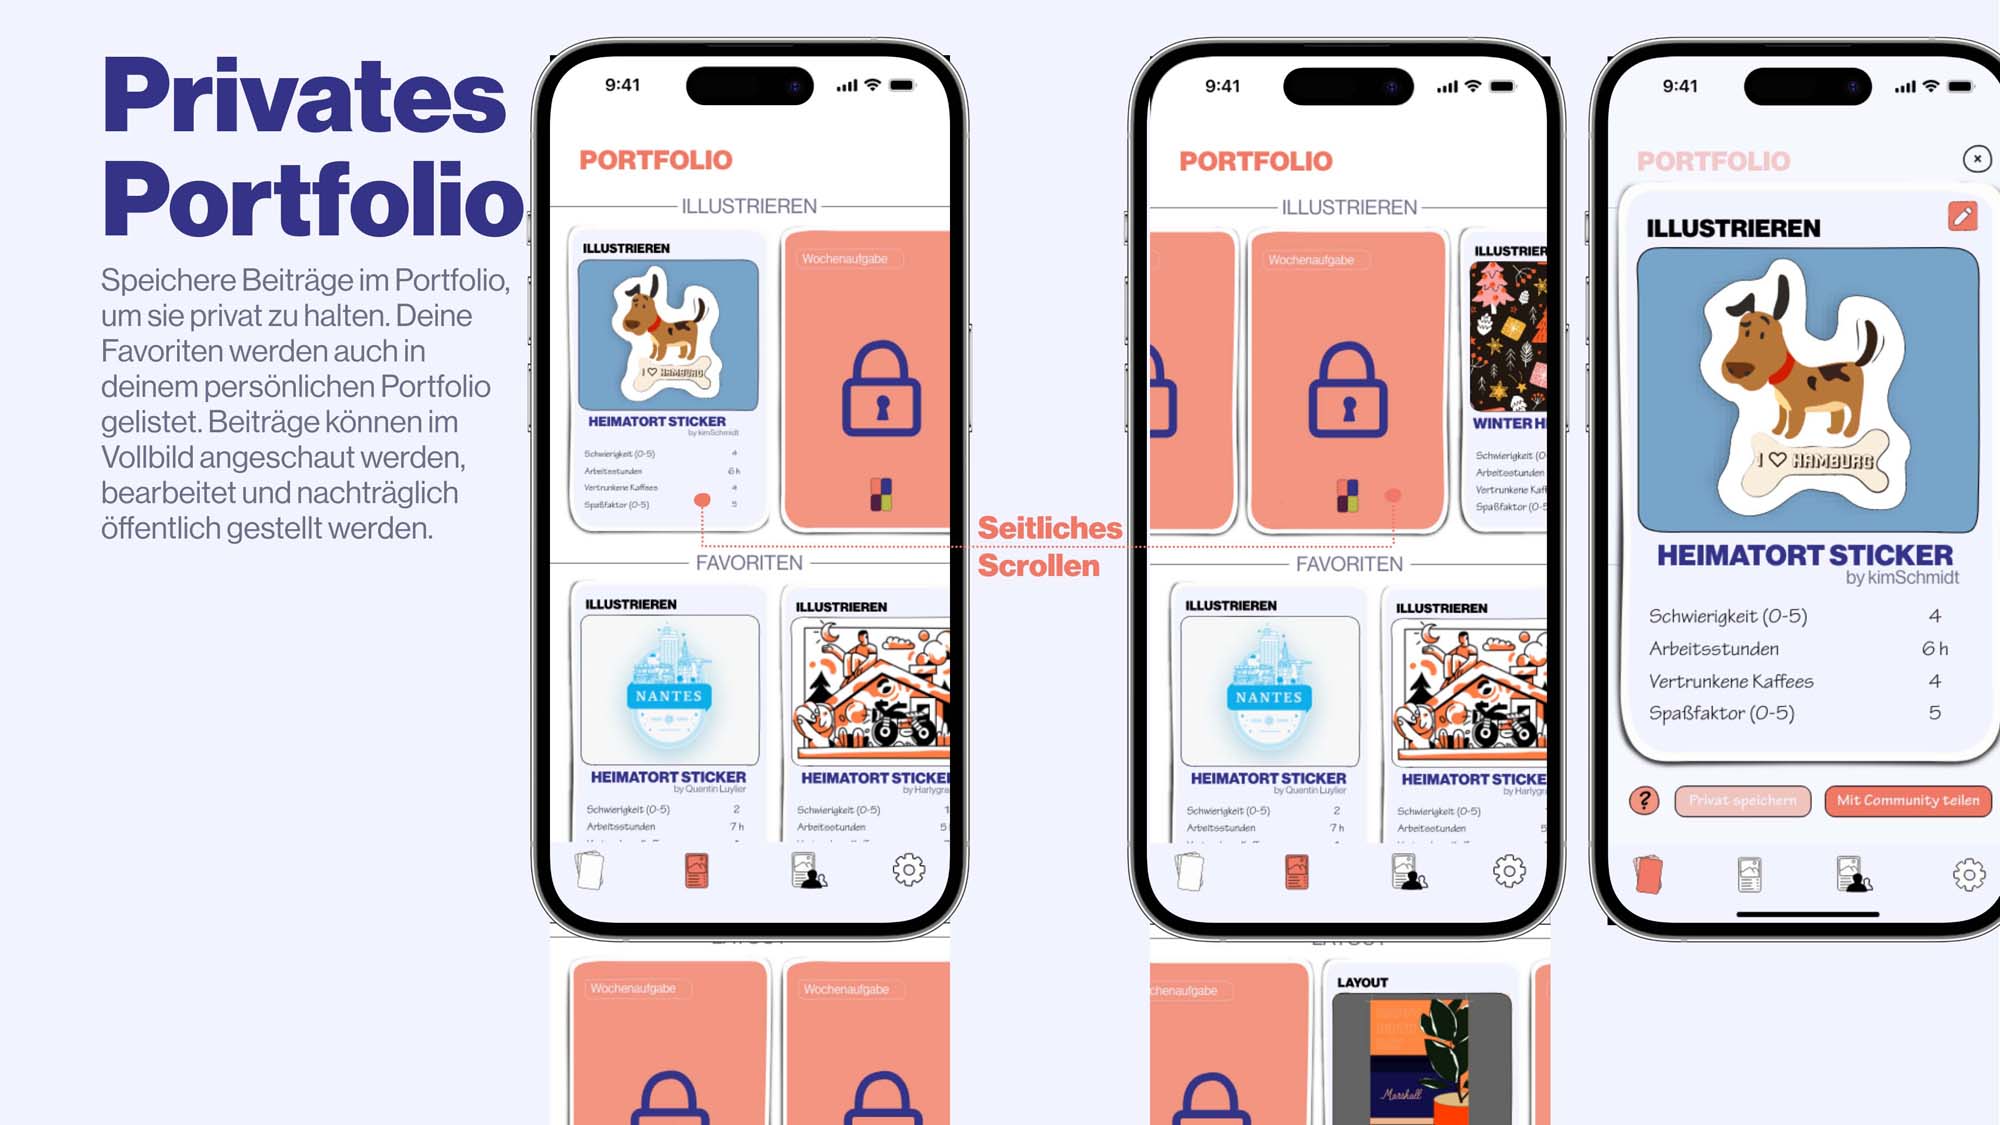 Privates
Portfolio
Speichere Beiträge im Portfolio,
um sie privat zu halten. Deine
Favoriten werden auch in
deinem persönlichen Portfolio
gelistet. Beiträge können im
Vollbild angeschaut werden,
bearbeitet und nachträglich
öffentlich gestellt werden.
9:41
PORTFOLIO
ILLUSTRIEREN
ILLUSTRIEREN
I ♡ HAMBURG
HEIMATORT STICKER
by kimSchmidt
Schwierigkeit (0-5) 4
Arbeitsstunden 6 h
Vertrunkene Kaffees 4
Spaßfaktor (0-5) 5
Wochenaufgabe
FAVORITEN
ILLUSTRIEREN
NANTES
HEIMATORT STICKER
by Quentin Luylier
Schwierigkeit (0-5) 2
Arbeitsstunden 7 h
ILLUSTRIEREN
HEIMATORT STICKE
by Harlygra
Schwierigkeit (0-5) 1
Arbeitsstunden 5
Wochenaufgabe
Wochenaufgabe
Seitliches
Scrollen
9:41
PORTFOLIO
ILLUSTRIEREN
Wochenaufgabe
ILLUSTRIER
WINTER H
Schwierigkeit (0
Arbeitsstunden
Vertrunkene Kaff
Spaßfaktor (0-5
FAVORITEN
ILLUSTRIEREN
NANTES
HEIMATORT STICKER
by Quentin Luylier
Schwierigkeit (0-5) 2
Arbeitsstunden 7 h
ILLUSTRIEREN
HEIMATORT STICKE
by Harlygra
Schwierigkeit (0-5)
Arbeitsstunden 5
chenaufgabe
LAYOUT
Marshall
9:41
PORTFOLIO
ILLUSTRIEREN
I ♡ HAMBURG
HEIMATORT STICKER
by kimSchmidt
Schwierigkeit (0-5) 4
Arbeitsstunden 6 h
Vertrunkene Kaffees 4
Spaßfaktor (0-5) 5
?
Privat speichern
Mit Community teilen